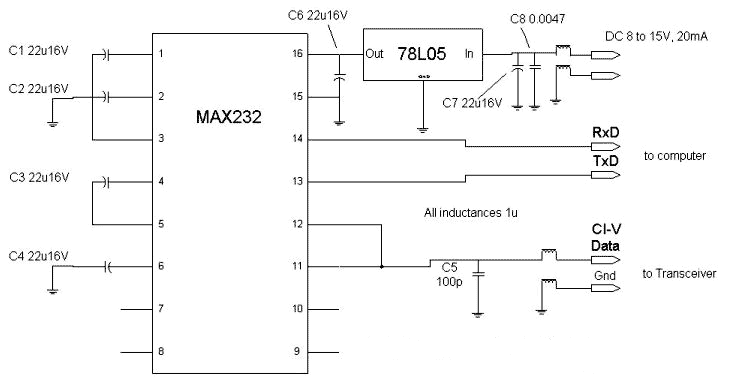 C6 22u16V
C8 0.0047
DC 8 to 15V, 20mA
C1 22u16V
1
16
Out
78L05
In
Gnd
C2 22u16V
2
15
C7 22u16V
MAX232
3
14
RxD
to computer
TxD
C3 22u16V
4
13
All inductances 1u
5
12
CI-V
Data
C4 22u16V
6
11
C5
100p
Gnd
to Transceiver
7
10
8
9